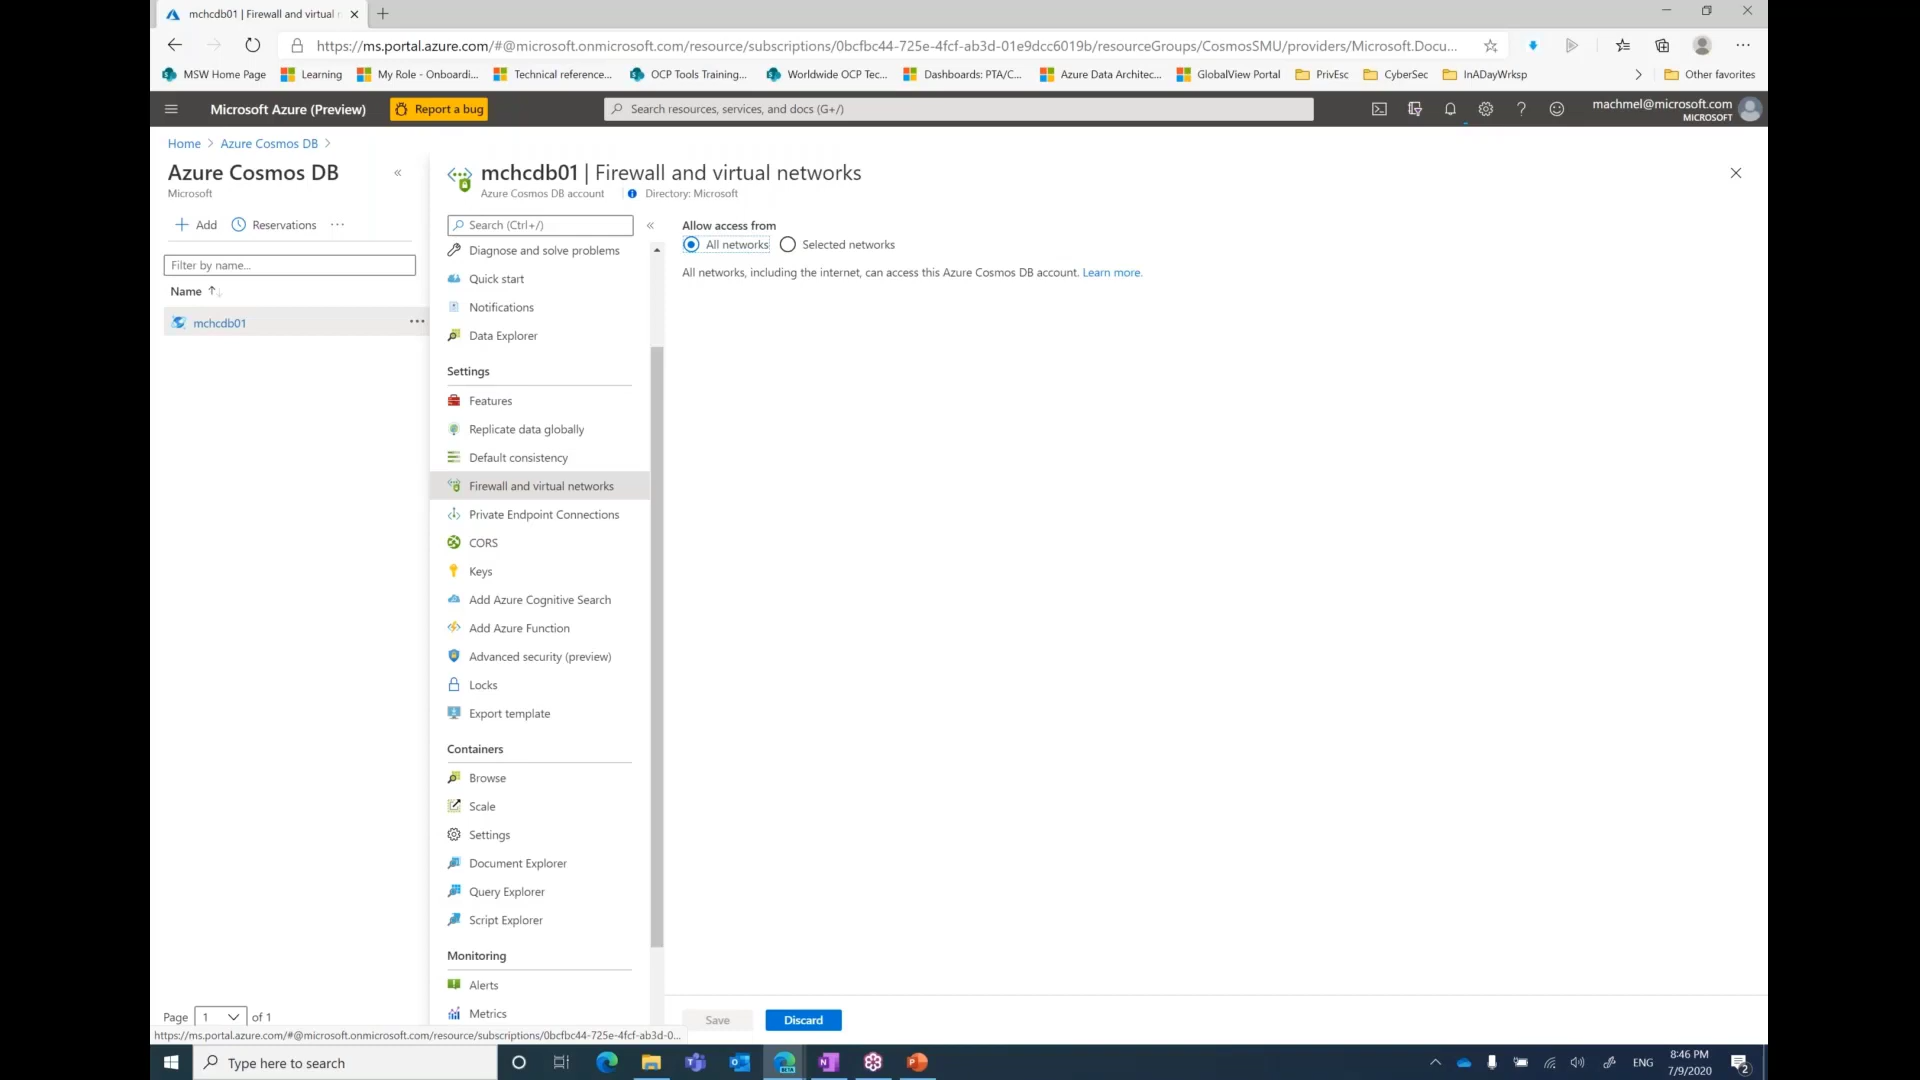 mchcdb01 | Firewall and virtual
https://ms.portal.azure.com/#@microsoft.onmicrosoft.com/resource/subscriptions/0bcfbc44-725e-4fcf-ab3d-01e9dcc6019b/resourceGroups/CosmosSMU/providers/Microsoft.Docu...
MSW Home Page
Learning
My Role - Onboardi...
Technical reference...
OCP Tools Training...
Worldwide OCP Tec...
Dashboards: PTA/C...
Azure Data Architec...
GlobalView Portal
PrivEsc
CyberSec
InADayWrksp
Other favorites
Microsoft Azure (Preview)
Report a bug
Search resources, services, and docs (G+/)
machmel@microsoft.com
MICROSOFT
Home > Azure Cosmos DB >
Azure Cosmos DB
Microsoft
Add
Reservations
Filter by name...
Name
mchcdb01
Page 1 of 1
mchcdb01 | Firewall and virtual networks
Azure Cosmos DB account
Directory: Microsoft
Search (Ctrl+/)
Diagnose and solve problems
Quick start
Notifications
Data Explorer
Settings
Features
Replicate data globally
Default consistency
Firewall and virtual networks
Private Endpoint Connections
CORS
Keys
Add Azure Cognitive Search
Add Azure Function
Advanced security (preview)
Locks
Export template
Containers
Browse
Scale
Settings
Document Explorer
Query Explorer
Script Explorer
Monitoring
Alerts
Metrics
Allow access from
All networks
Selected networks
All networks, including the internet, can access this Azure Cosmos DB account. Learn more.
Save
Discard
https://ms.portal.azure.com/#@microsoft.onmicrosoft.com/resource/subscriptions/0bcfbc44-725e-4fcf-ab3d-0...
Type here to search
BETA
ENG
8:46 PM
7/9/2020
2